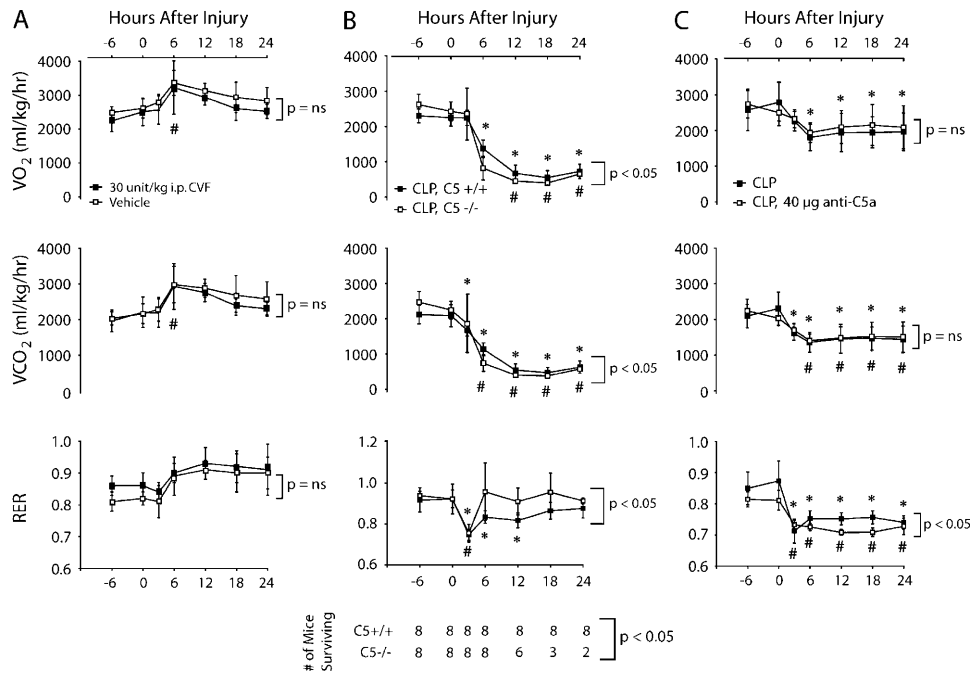 A
Hours After Injury
-6 0 6 12 18 24
VO2 (ml/kg/hr)
4000
3000
2000
1000
0
#
p = ns
30 unit/kg i.p. CVF
Vehicle
VCO2 (ml/kg/hr)
4000
3000
2000
1000
0
#
p = ns
RER
1.0
0.9
0.8
0.7
0.6
p = ns
-6 0 6 12 18 24
B
Hours After Injury
-6 0 6 12 18 24
4000
3000
2000
1000
0
* * * *
# # #
p < 0.05
CLP, C5 +/+
CLP, C5 -/-
4000
3000
2000
1000
0
* * * * *
# # # #
p < 0.05
1.2
1.0
0.8
0.6
* * *
#
p < 0.05
-6 0 6 12 18 24
C
Hours After Injury
-6 0 6 12 18 24
4000
3000
2000
1000
0
* * * *
p = ns
CLP
CLP, 40 µg anti-C5a
4000
3000
2000
1000
0
* * * * *
# # # #
p = ns
1.0
0.9
0.8
0.7
0.6
* * * * *
# # # # #
p < 0.05
-6 0 6 12 18 24
# of Mice
Surviving
C5+/+ 8 8 8 8 8 8 8
C5-/- 8 8 8 8 6 3 2
p < 0.05